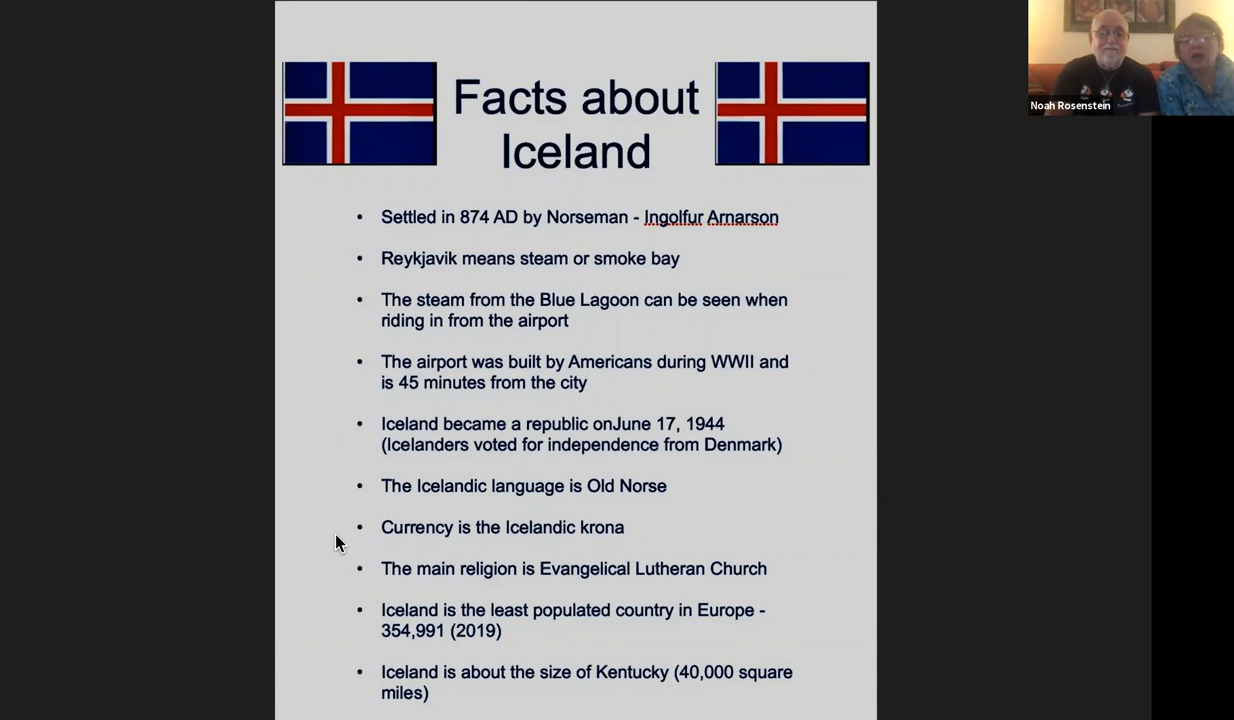 Facts about
Iceland
• Settled in 874 AD by Norseman - Ingolfur Arnarson
• Reykjavik means steam or smoke bay
• The steam from the Blue Lagoon can be seen when
riding in from the airport
• The airport was built by Americans during WWII and
is 45 minutes from the city
• Iceland became a republic onJune 17, 1944
(Icelanders voted for independence from Denmark)
• The Icelandic language is Old Norse
• Currency is the Icelandic krona
• The main religion is Evangelical Lutheran Church
• Iceland is the least populated country in Europe -
354,991 (2019)
• Iceland is about the size of Kentucky (40,000 square
miles)
Noah Rosenstein